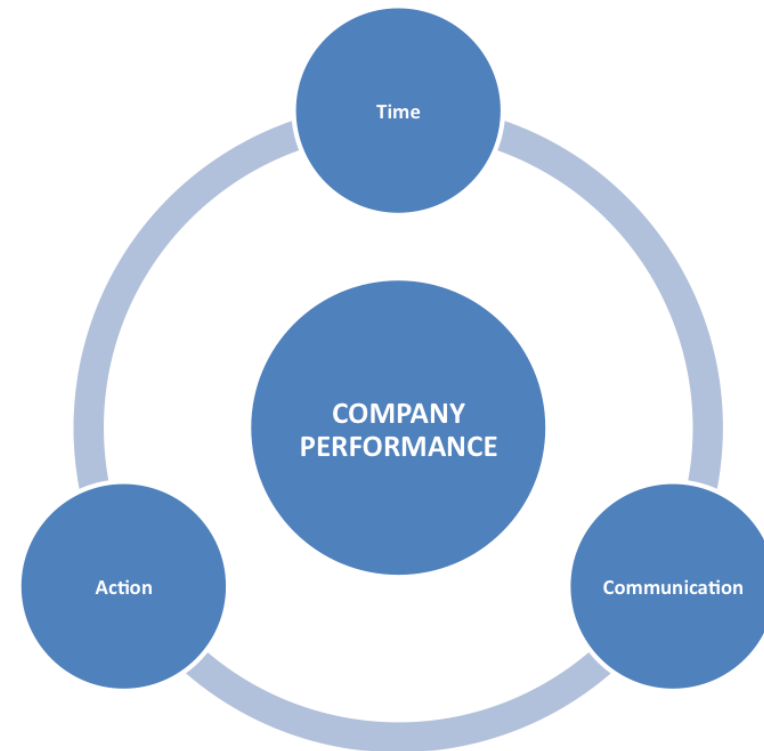 Time
COMPANY
PERFORMANCE
Action
Communication